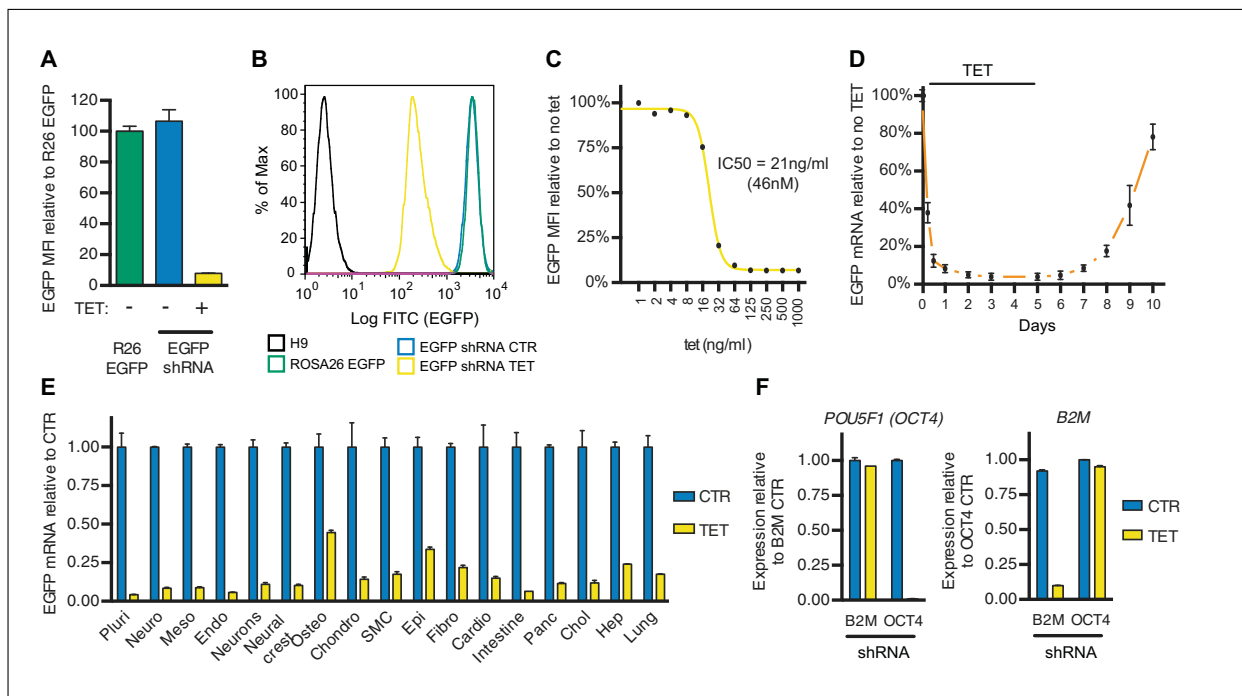 A
EGFP MFI relative to R26 EGFP
120
100
80
60
40
20
0
TET: - - +
R26 EGFP
EGFP shRNA
B
% of Max
100
80
60
40
20
0
10^0 10^1 10^2 10^3 10^4
Log FITC (EGFP)
H9
ROSA26 EGFP
EGFP shRNA CTR
EGFP shRNA TET
C
EGFP MFI relative to no tet
100%
75%
50%
25%
0%
IC50 = 21ng/ml
(46nM)
1 2 4 8 16 32 64 125 250 500 1000
tet (ng/ml)
D
TET
EGFP mRNA relative to no TET
100%
80%
60%
40%
20%
0%
0 1 2 3 4 5 6 7 8 9 10
Days
E
EGFP mRNA relative to CTR
1.00
0.75
0.50
0.25
0.00
CTR
TET
Pluri
Neuro
Meso
Endo
Neurons
Neural crest
Osteo
Chondro
SMC
Epi
Fibro
Cardio
Intestine
Panc
Chol
Hep
Lung
F
POU5F1 (OCT4)
Expression relative
to B2M CTR
1.00
0.75
0.50
0.25
0.00
B2M OCT4
shRNA
B2M
Expression relative
to OCT4 CTR
1.00
0.75
0.50
0.25
0.00
B2M OCT4
shRNA
CTR
TET